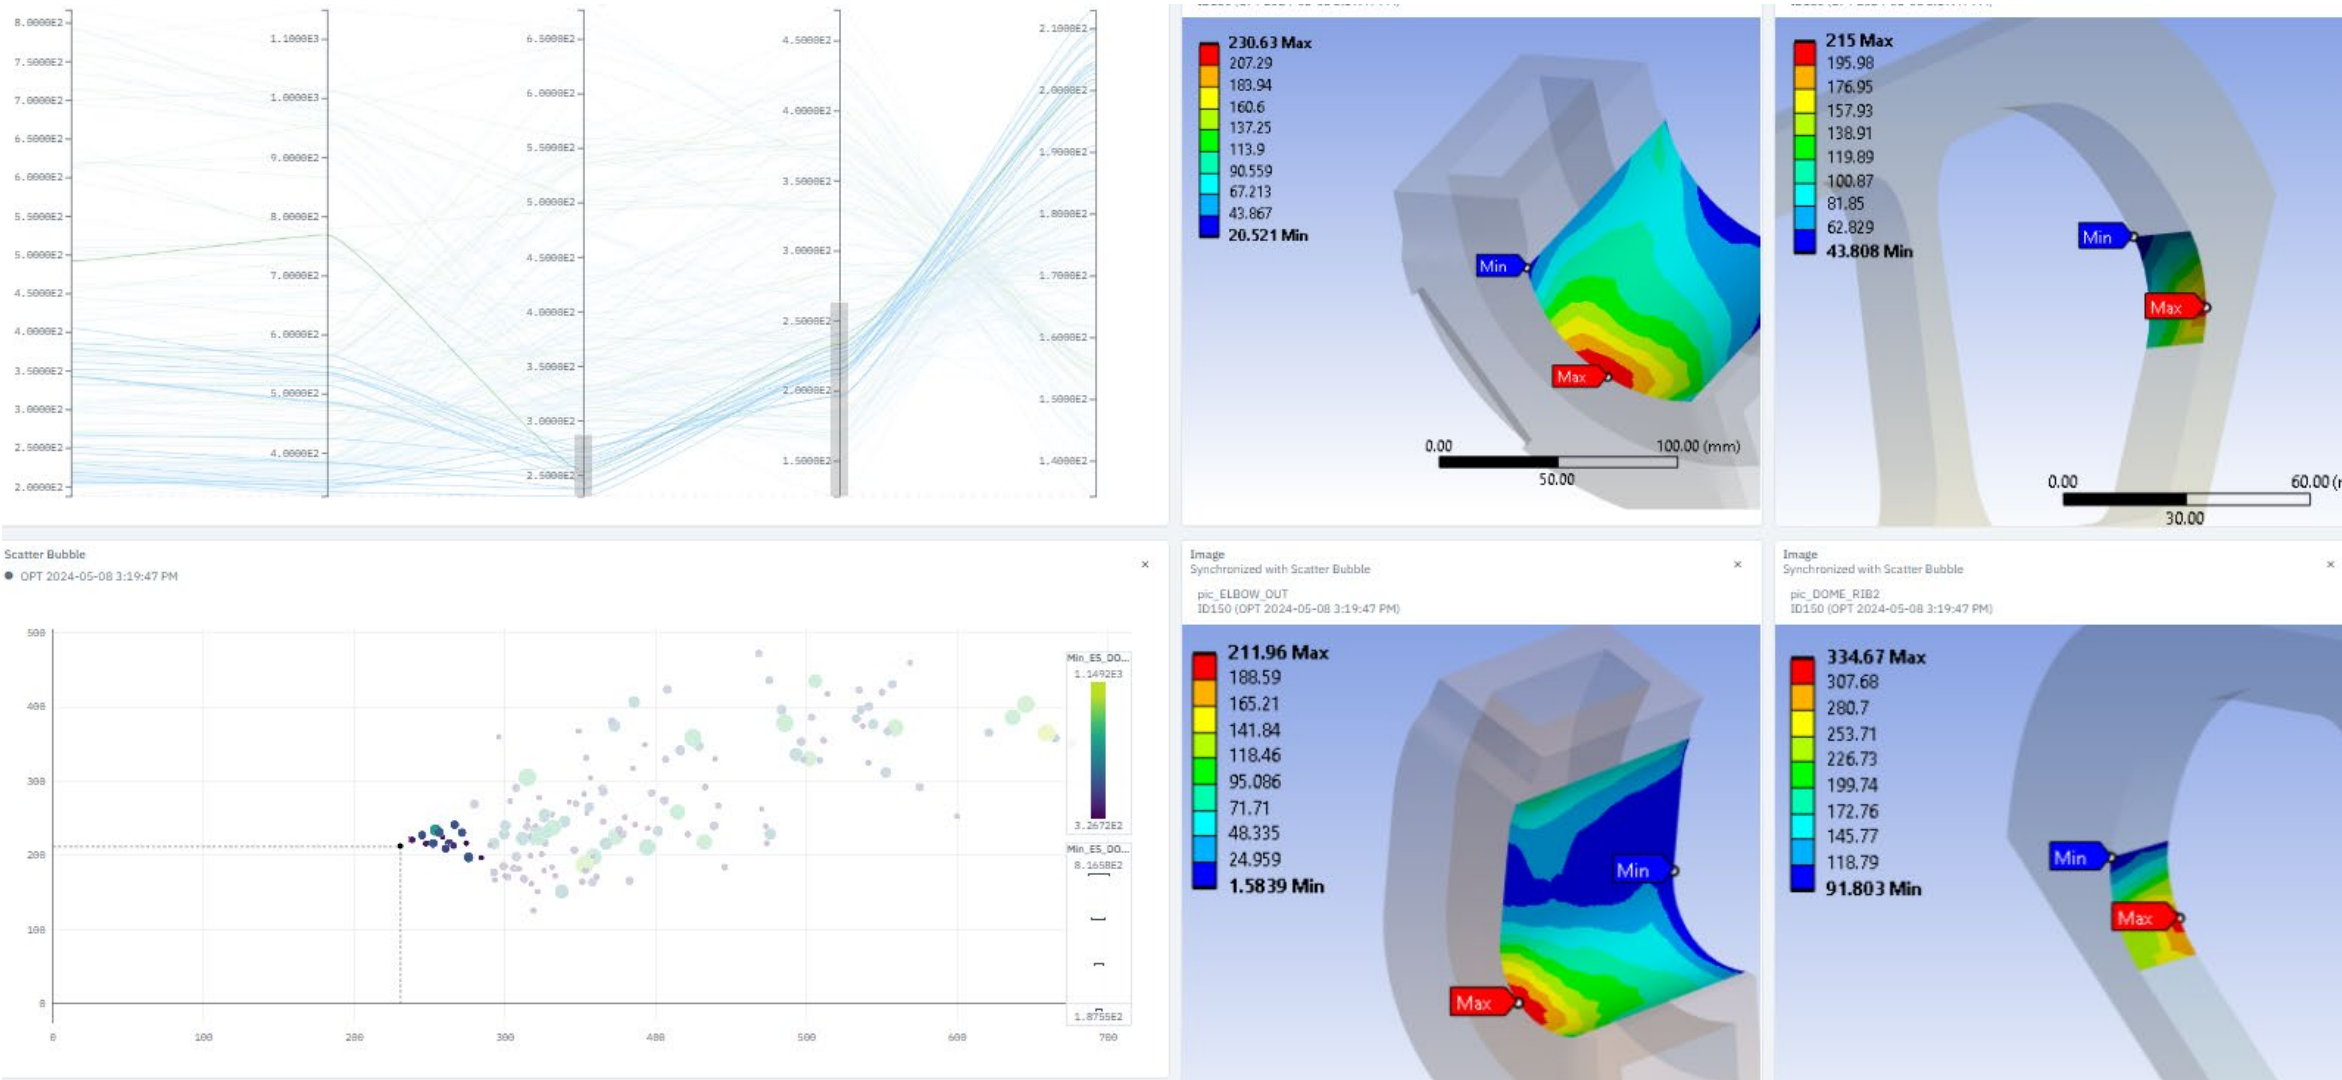 8.0000E2
7.5000E2
7.0000E2
6.5000E2
6.0000E2
5.5000E2
5.0000E2
4.5000E2
4.0000E2
3.5000E2
3.0000E2
2.5000E2
2.0000E2
1.1000E3
1.0000E3
9.0000E2
8.0000E2
7.0000E2
6.0000E2
5.0000E2
4.0000E2
6.5000E2
6.0000E2
5.5000E2
5.0000E2
4.5000E2
4.0000E2
3.5000E2
3.0000E2
2.5000E2
4.5000E2
4.0000E2
3.5000E2
3.0000E2
2.5000E2
2.0000E2
1.5000E2
2.1000E2
2.0000E2
1.9000E2
1.8000E2
1.7000E2
1.6000E2
1.5000E2
1.4000E2
230.63 Max
207.29
183.94
160.6
137.25
113.9
90.559
67.213
43.867
20.521 Min
Min
Max
0.00
100.00 (mm)
50.00
215 Max
195.98
176.95
157.93
138.91
119.89
100.87
81.85
62.829
43.808 Min
Min
Max
0.00
60.00
30.00
Scatter Bubble
OPT 2024-05-08 3:19:47 PM
500
400
300
200
100
0
0
100
200
300
400
500
600
700
Min_ES_DO...
1.1492E3
3.2672E2
Min_ES_DO...
8.1658E2
1.8755E2
Image
Synchronized with Scatter Bubble
pic_ELBOW_OUT
ID150 (OPT 2024-05-08 3:19:47 PM)
211.96 Max
188.59
165.21
141.84
118.46
95.086
71.71
48.335
24.959
1.5839 Min
Min
Max
Image
Synchronized with Scatter Bubble
pic_DOME_RIB2
ID150 (OPT 2024-05-08 3:19:47 PM)
334.67 Max
307.68
280.7
253.71
226.73
199.74
172.76
145.77
118.79
91.803 Min
Min
Max